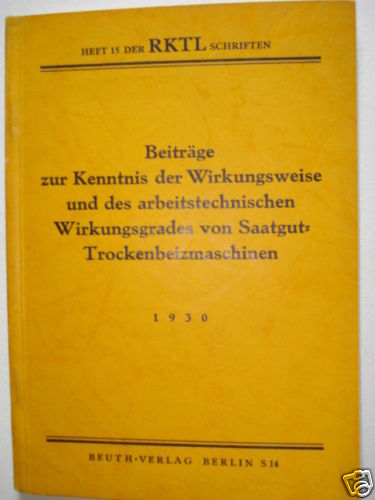 HEFT 15 DER RKTL SCHRIFTEN
Beiträge
zur Kenntnis der Wirkungsweise
und des arbeitstechnischen
Wirkungsgrades von Saatgut=
Trockenbeizmaschinen
1930
BEUTH-VERLAG BERLIN S 14